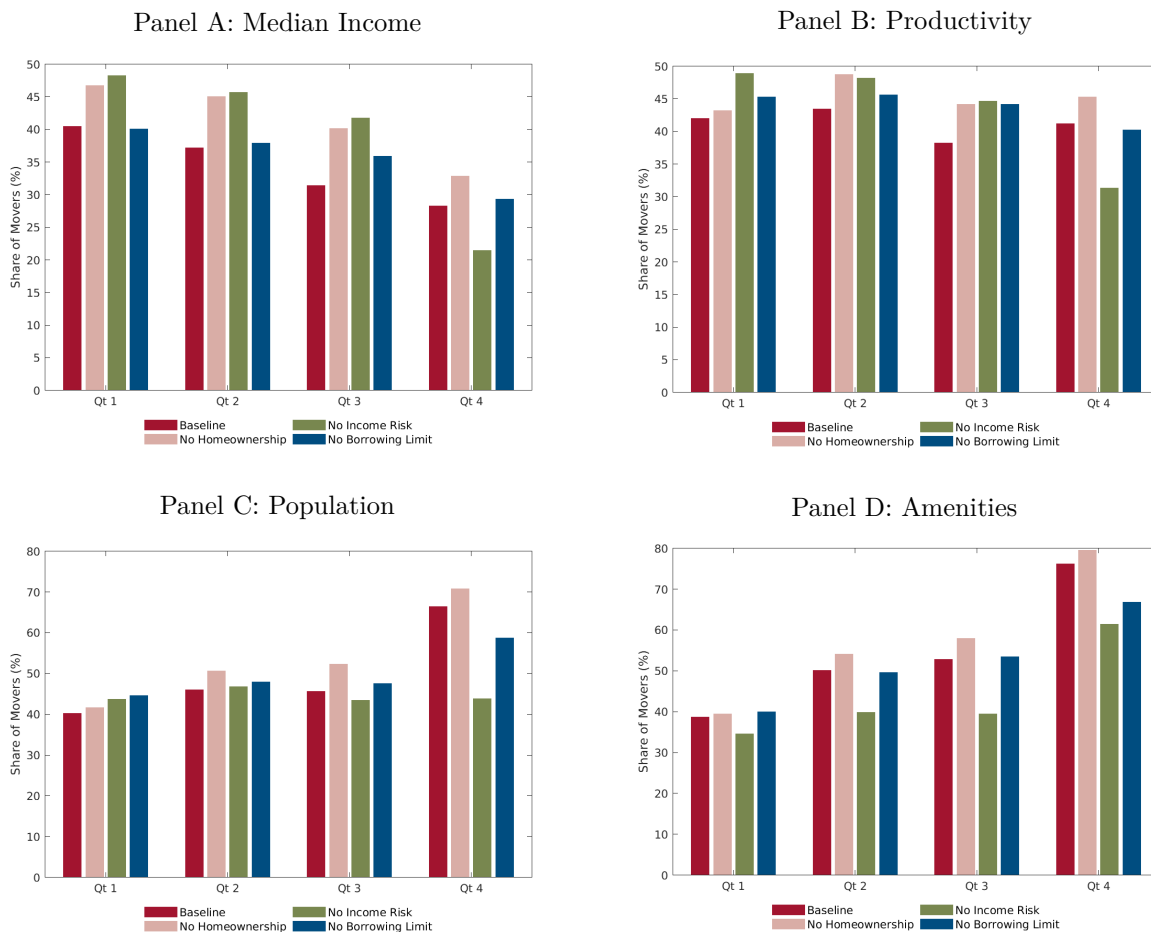 Panel A: Median Income
Share of Movers (%)
50
45
40
35
30
25
20
15
10
5
0
Qt 1 Qt 2 Qt 3 Qt 4
Baseline No Income Risk
No Homeownership No Borrowing Limit
Panel B: Productivity
Share of Movers (%)
50
45
40
35
30
25
20
15
10
5
0
Qt 1 Qt 2 Qt 3 Qt 4
Baseline No Income Risk
No Homeownership No Borrowing Limit
Panel C: Population
Share of Movers (%)
80
70
60
50
40
30
20
10
0
Qt 1 Qt 2 Qt 3 Qt 4
Baseline No Income Risk
No Homeownership No Borrowing Limit
Panel D: Amenities
Share of Movers (%)
80
70
60
50
40
30
20
10
0
Qt 1 Qt 2 Qt 3 Qt 4
Baseline No Income Risk
No Homeownership No Borrowing Limit